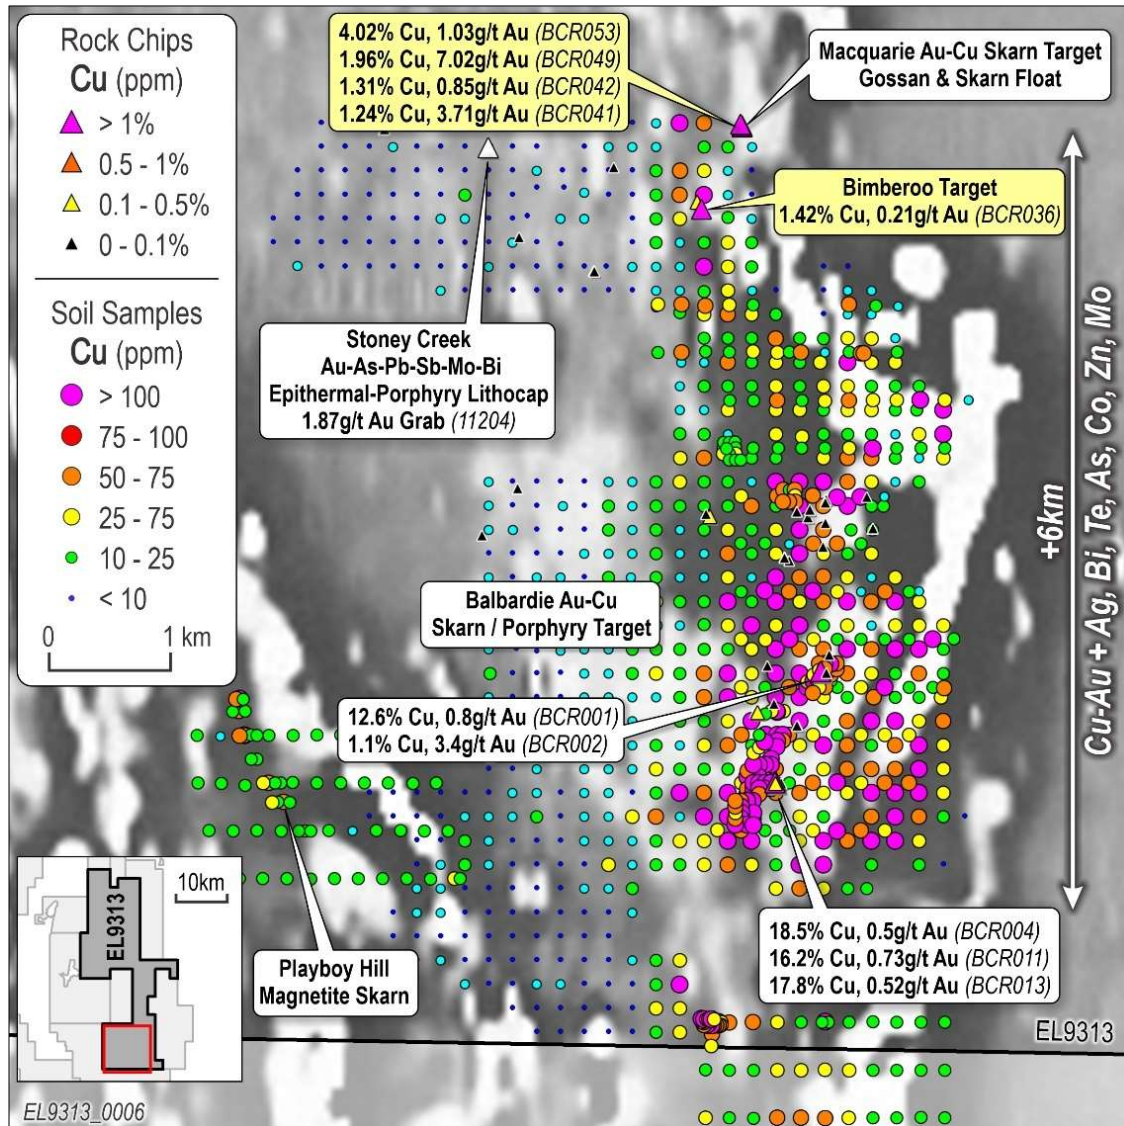 Rock Chips
Cu (ppm)
> 1%
0.5 - 1%
0.1 - 0.5%
0 - 0.1%
Soil Samples
Cu (ppm)
> 100
75 - 100
50 - 75
25 - 75
10 - 25
< 10
0 1 km
4.02% Cu, 1.03g/t Au (BCR053)
1.96% Cu, 7.02g/t Au (BCR049)
1.31% Cu, 0.85g/t Au (BCR042)
1.24% Cu, 3.71g/t Au (BCR041)
Macquarie Au-Cu Skarn Target
Gossan & Skarn Float
Bimberoo Target
1.42% Cu, 0.21g/t Au (BCR036)
Stoney Creek
Au-As-Pb-Sb-Mo-Bi
Epithermal-Porphyry Lithocap
1.87g/t Au Grab (11204)
+6km
Cu-Au + Ag, Bi, Te, As, Co, Zn, Mo
Balbardie Au-Cu
Skarn / Porphyry Target
12.6% Cu, 0.8g/t Au (BCR001)
1.1% Cu, 3.4g/t Au (BCR002)
Playboy Hill
Magnetite Skarn
18.5% Cu, 0.5g/t Au (BCR004)
16.2% Cu, 0.73g/t Au (BCR011)
17.8% Cu, 0.52g/t Au (BCR013)
EL9313
10km
EL9313
EL9313_0006